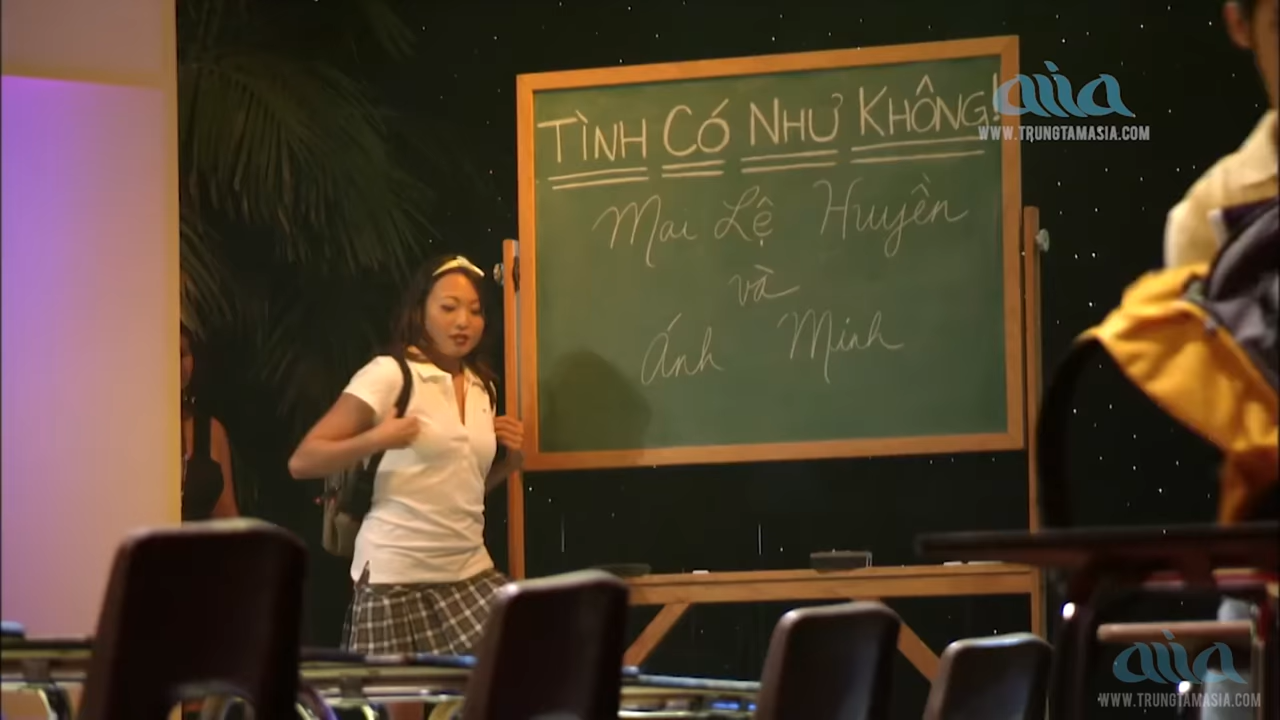 TÌNH CÓ NHƯ KHÔNG!
Mai Lệ Huyền
và
Ánh Minh
asia
WWW.TRUNGTAMASIA.COM
asia
WWW.TRUNGTAMASIA.COM